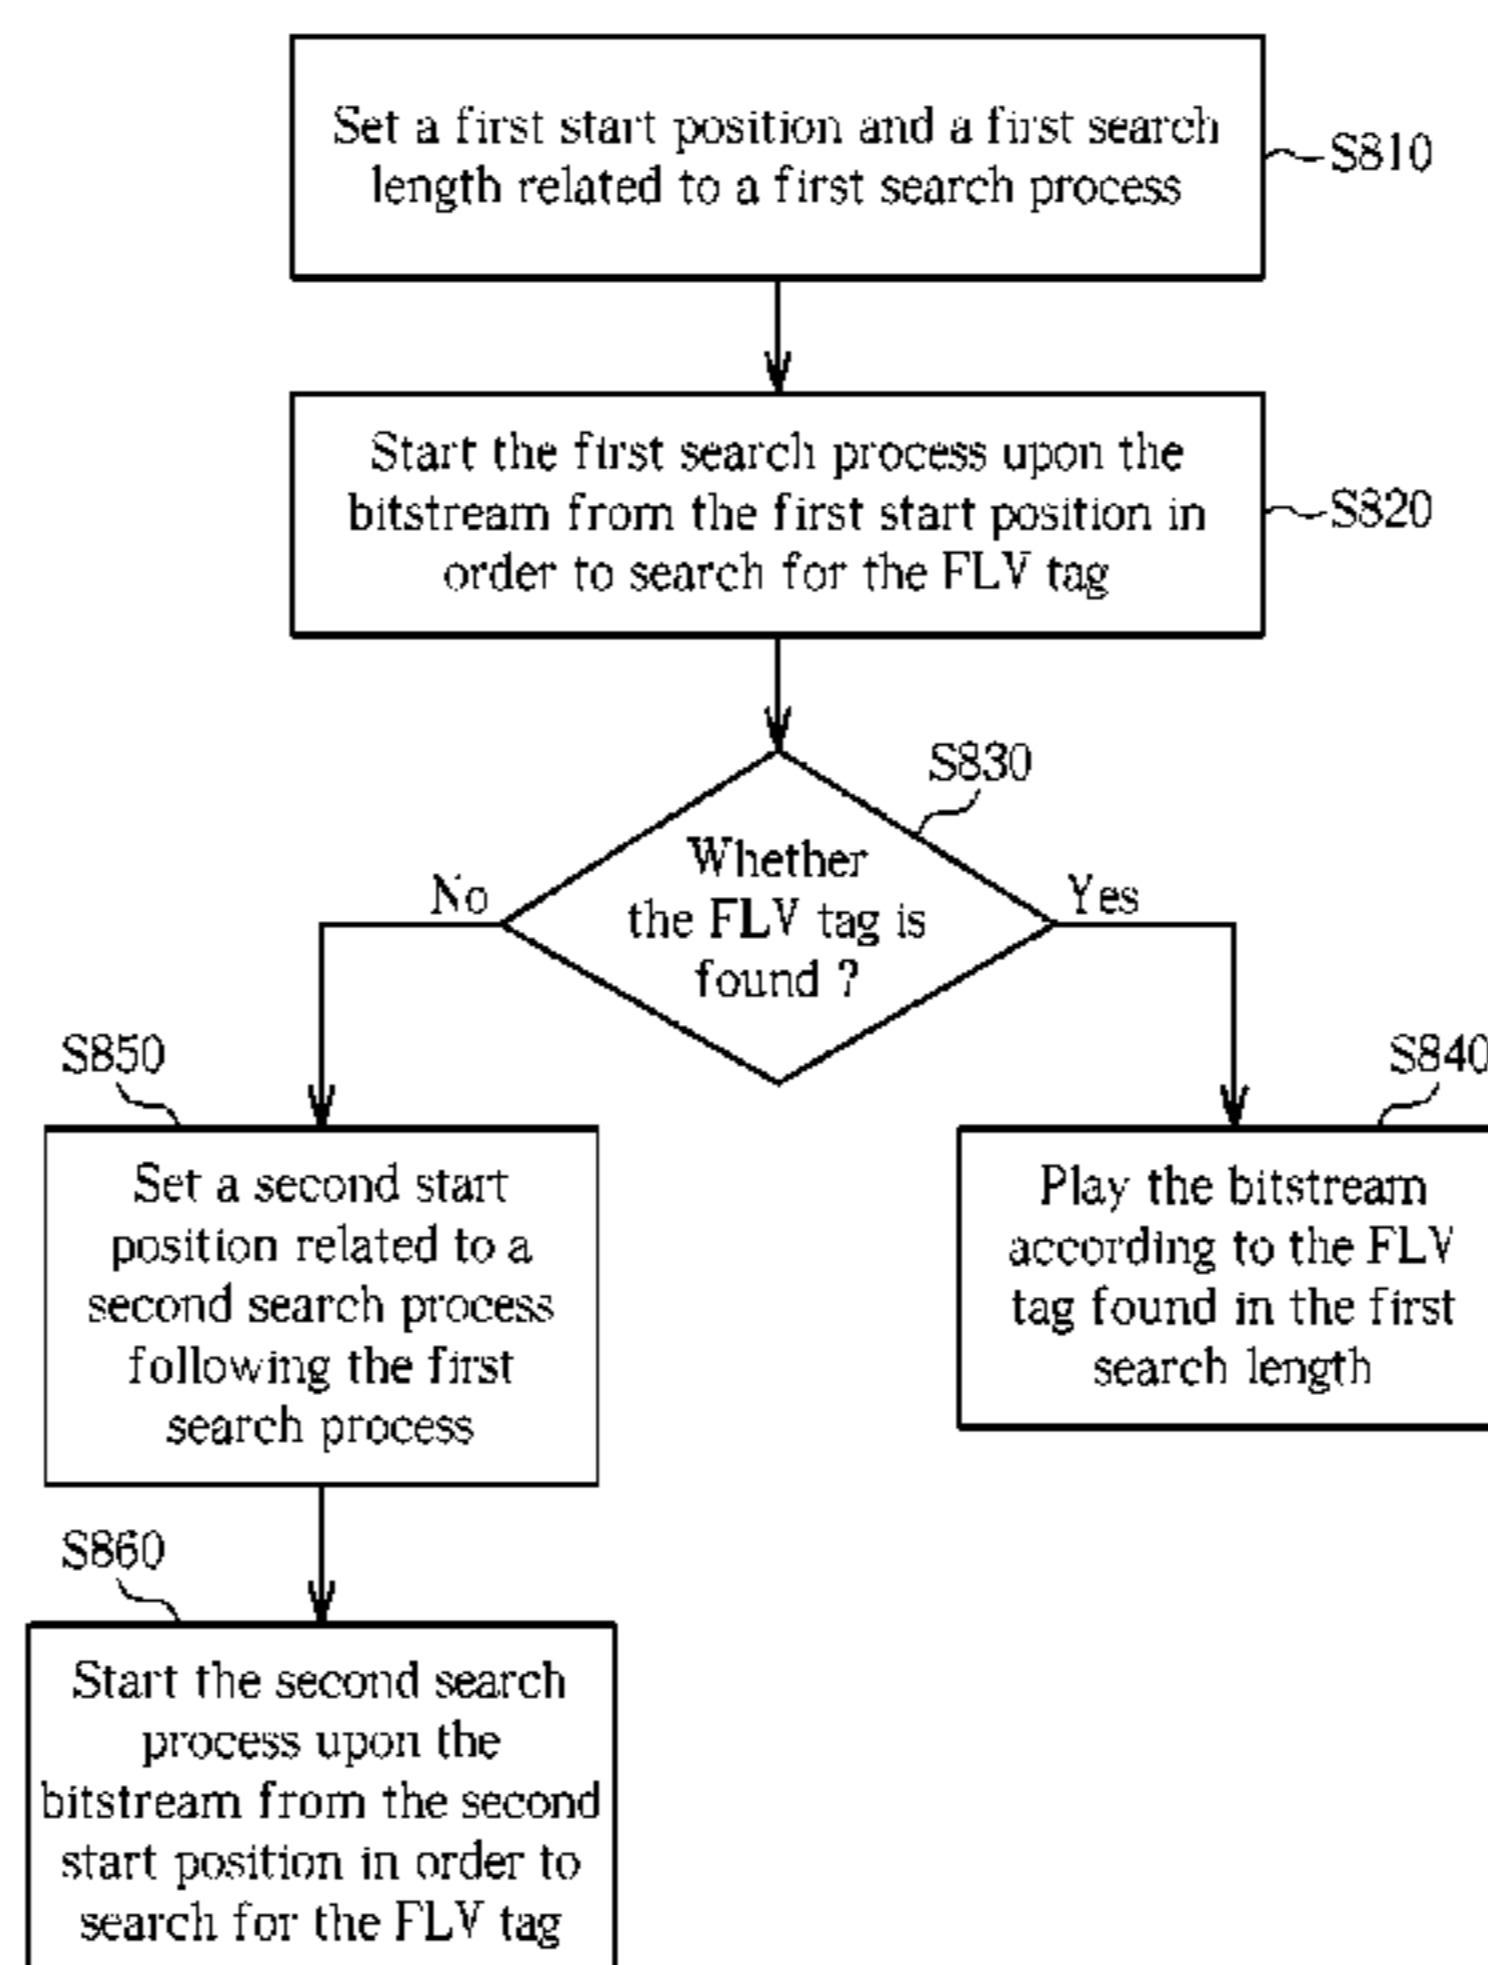 Set a first start position and a first search
length related to a first search process
S810
Start the first search process upon the
bitstream from the first start position in
order to search for the FLV tag
S820
S830
Whether
the FLV tag is
found ?
No
Yes
S850
Set a second start
position related to a
second search process
following the first
search process
S840
Play the bitstream
according to the FLV
tag found in the first
search length
S860
Start the second search
process upon the
bitstream from the second
start position in order to
search for the FLV tag